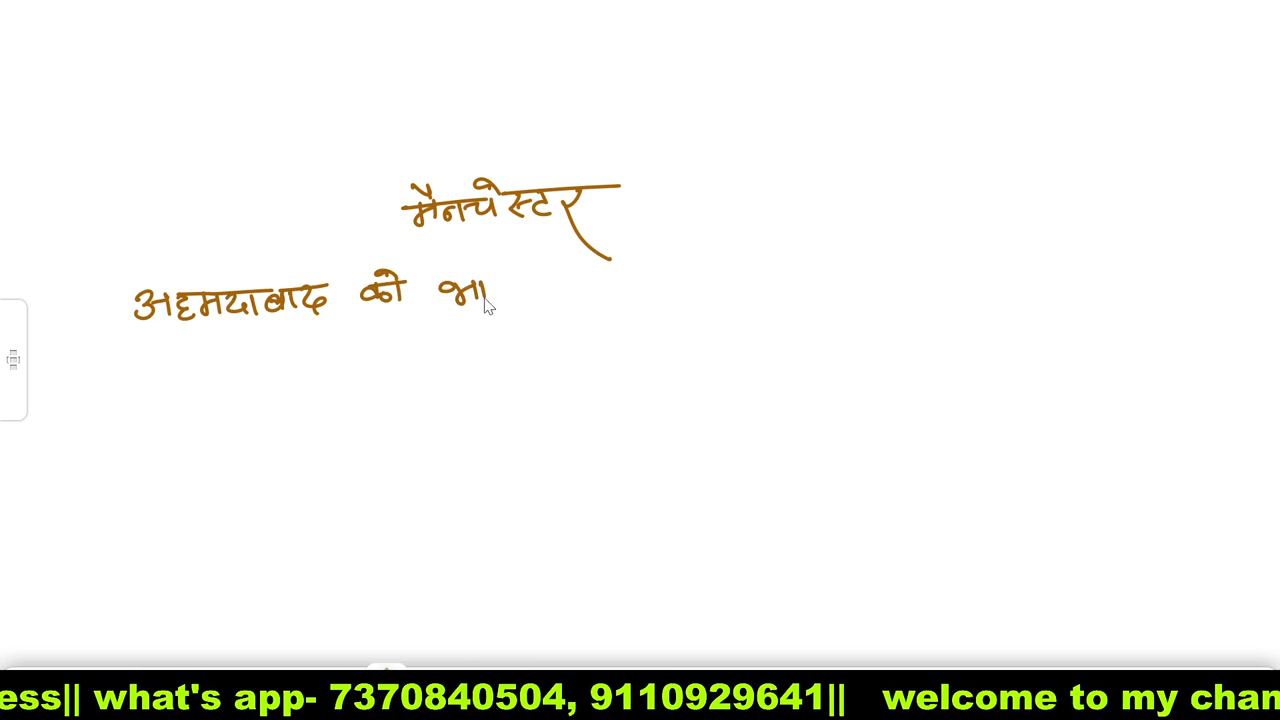 मैनचेस्टर
अहमदाबाद को भा
ess|| what's app- 7370840504, 9110929641|| welcome to my chan